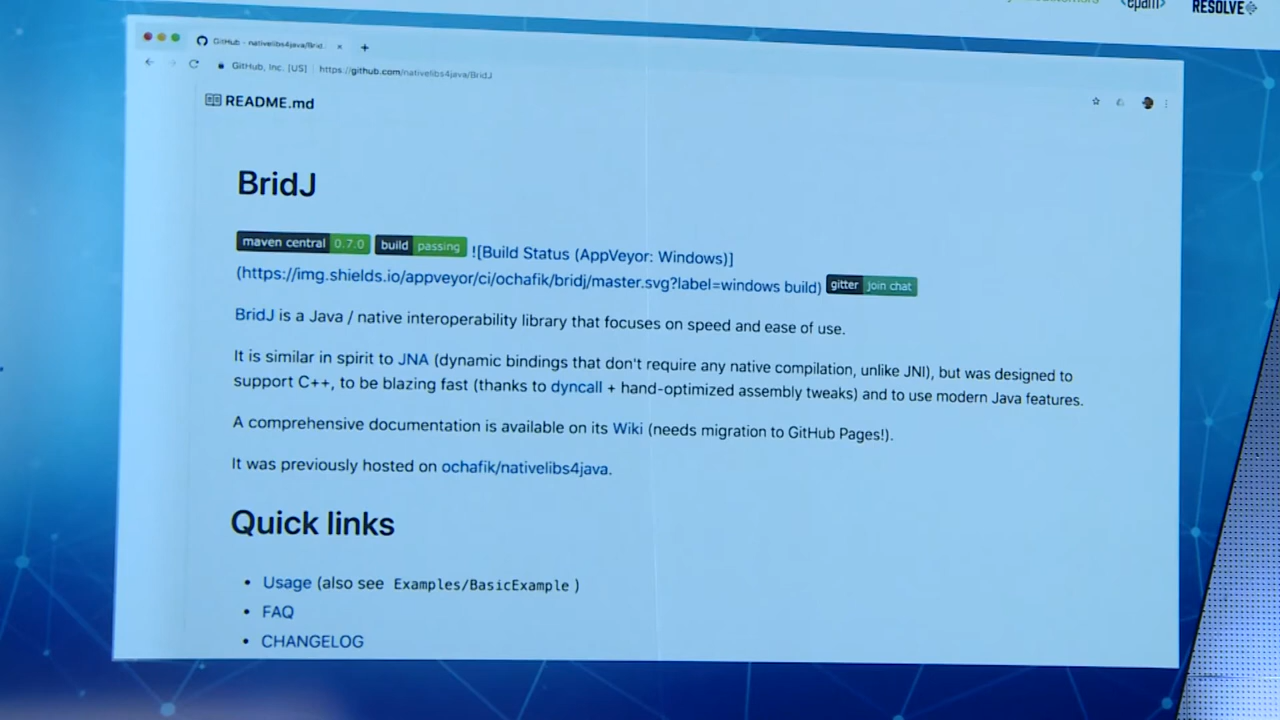 <epam>
RESOLVE
GitHub - nativelibs4java/Brid
GitHub, Inc. [US] | https://github.com/nativelibs4java/BridJ
README.md
BridJ
maven central 0.7.0 build passing ![Build Status (AppVeyor: Windows)]
(https://img.shields.io/appveyor/ci/ochafik/bridj/master.svg?label=windows build) gitter join chat
BridJ is a Java / native interoperability library that focuses on speed and ease of use.
It is similar in spirit to JNA (dynamic bindings that don't require any native compilation, unlike JNI), but was designed to
support C++, to be blazing fast (thanks to dyncall + hand-optimized assembly tweaks) and to use modern Java features.
A comprehensive documentation is available on its Wiki (needs migration to GitHub Pages!).
It was previously hosted on ochafik/nativelibs4java.
Quick links
• Usage (also see Examples/BasicExample )
• FAQ
• CHANGELOG